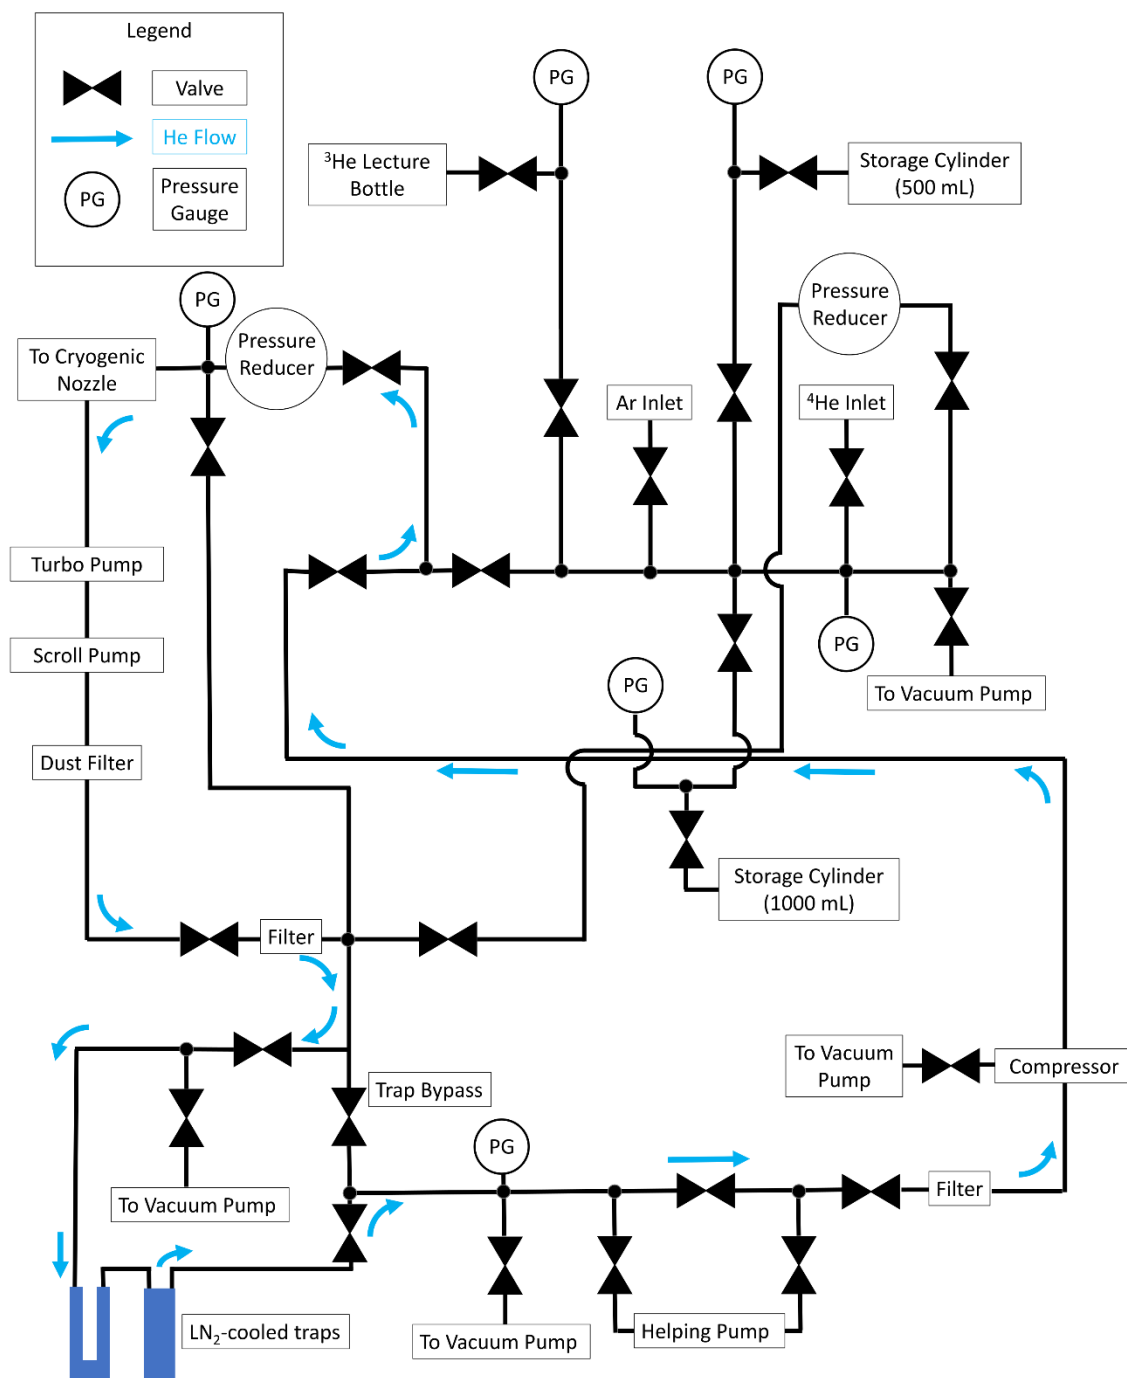 Legend
Valve
He Flow
PG
Pressure
Gauge
PG
PG
³He Lecture
Bottle
Storage Cylinder
(500 mL)
PG
Pressure
Reducer
Pressure
Reducer
To Cryogenic
Nozzle
Ar Inlet
⁴He Inlet
Turbo Pump
Scroll Pump
PG
PG
To Vacuum Pump
Dust Filter
Storage Cylinder
(1000 mL)
Filter
To Vacuum
Pump
Compressor
Trap Bypass
PG
To Vacuum Pump
Filter
LN₂-cooled traps
To Vacuum Pump
Helping Pump